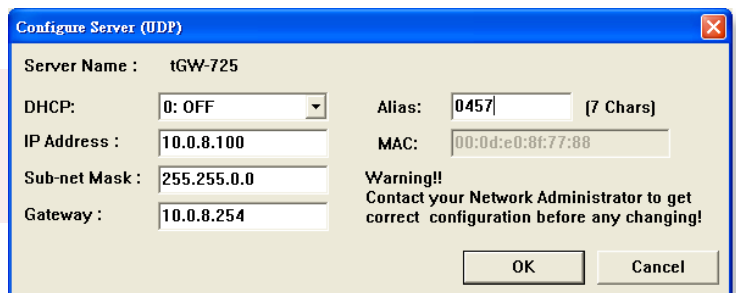 Configure Server (UDP)
Server Name : tGW-725
DHCP: 0: OFF Alias: 0457 (7 Chars)
IP Address : 10.0.8.100 MAC: 00:0d:e0:8f:77:88
Sub-net Mask : 255.255.0.0 Warning!!
Contact your Network Administrator to get
Gateway : 10.0.8.254 correct configuration before any changing!
OK Cancel